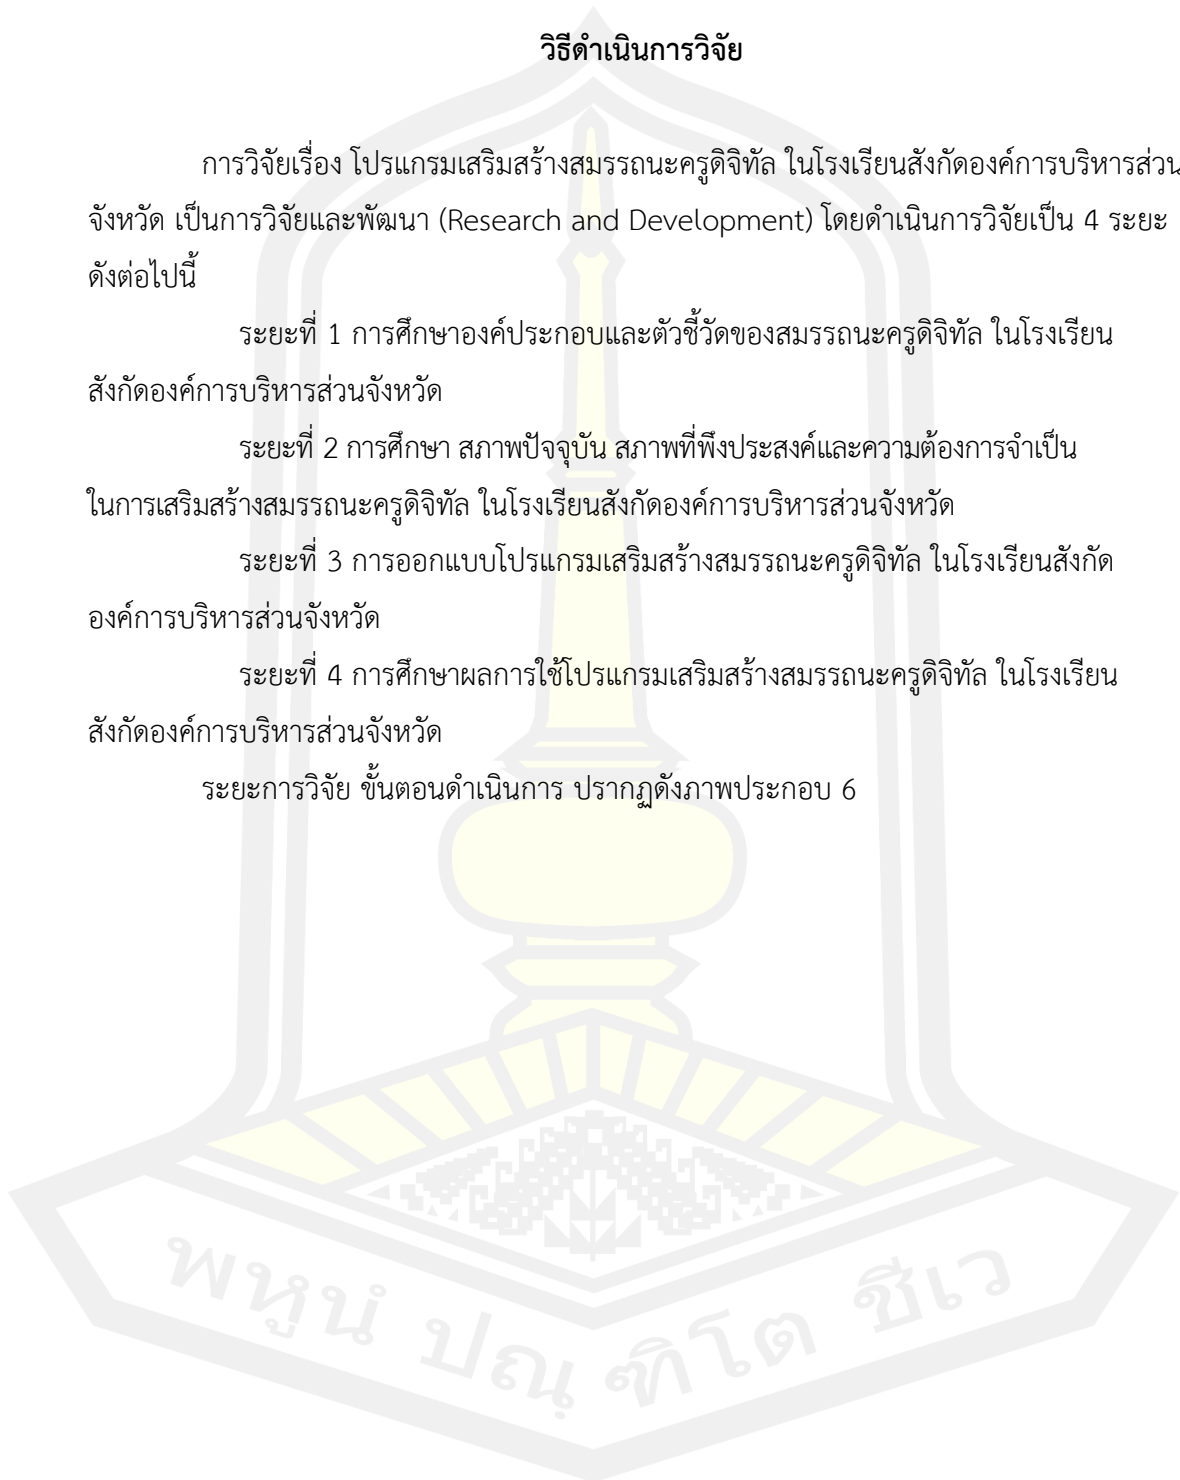 วิธีดำเนินการวิจัย
การวิจัยเรื่อง โปรแกรมเสริมสร้างสมรรถนะครูดิจิทัล ในโรงเรียนสังกัดองค์การบริหารส่วน
จังหวัด เป็นการวิจัยและพัฒนา (Research and Development) โดยดำเนินการวิจัยเป็น 4 ระยะ
ดังต่อไปนี้
ระยะที่ 1 การศึกษาองค์ประกอบและตัวชี้วัดของสมรรถนะครูดิจิทัล ในโรงเรียน
สังกัดองค์การบริหารส่วนจังหวัด
ระยะที่ 2 การศึกษา สภาพปัจจุบัน สภาพที่พึงประสงค์และความต้องการจำเป็น
ในการเสริมสร้างสมรรถนะครูดิจิทัล ในโรงเรียนสังกัดองค์การบริหารส่วนจังหวัด
ระยะที่ 3 การออกแบบโปรแกรมเสริมสร้างสมรรถนะครูดิจิทัล ในโรงเรียนสังกัด
องค์การบริหารส่วนจังหวัด
ระยะที่ 4 การศึกษาผลการใช้โปรแกรมเสริมสร้างสมรรถนะครูดิจิทัล ในโรงเรียน
สังกัดองค์การบริหารส่วนจังหวัด
ระยะการวิจัย ขั้นตอนดำเนินการ ปรากฏดังภาพประกอบ 6
พหูนํ ปณฺฑิโต ชีเว